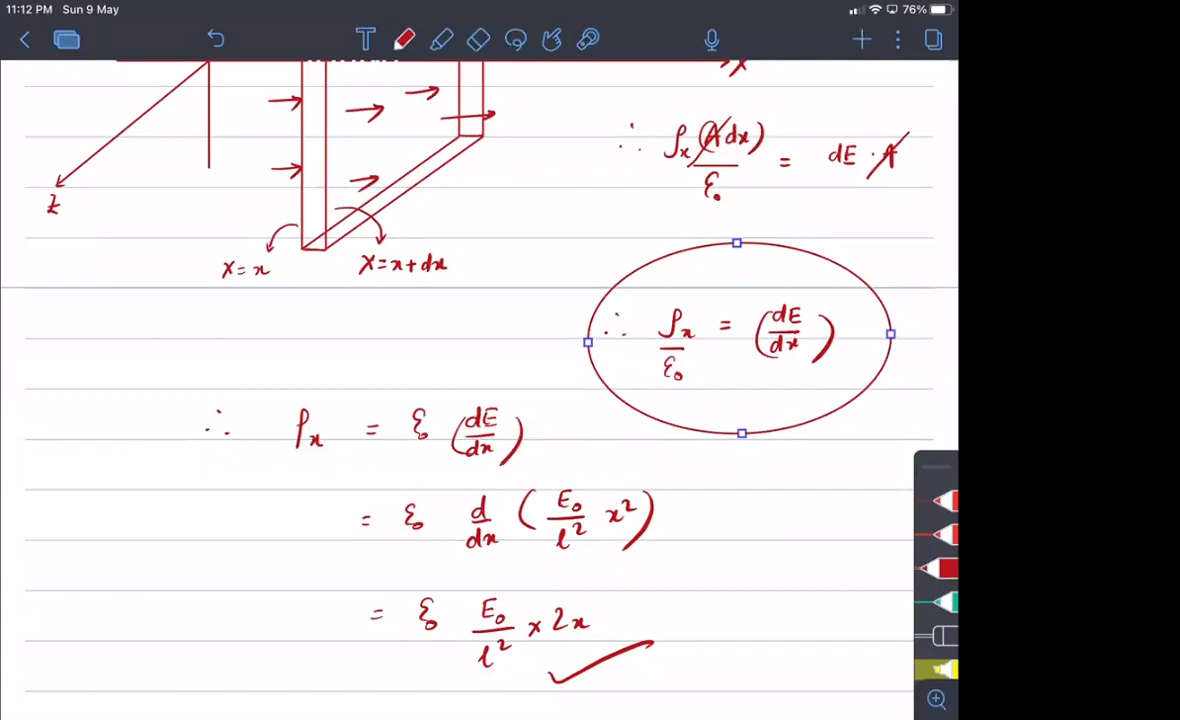 11:12 PM Sun 9 May 76%
x
∴ ρx (A dx) / ε₀ = dE · A
z
X = x
X = x + dx
∴ ρx / ε₀ = (dE/dx)
∴ ρx = ε₀ (dE/dx)
= ε₀ d/dx (E₀/l² x²)
= ε₀ E₀/l² × 2x